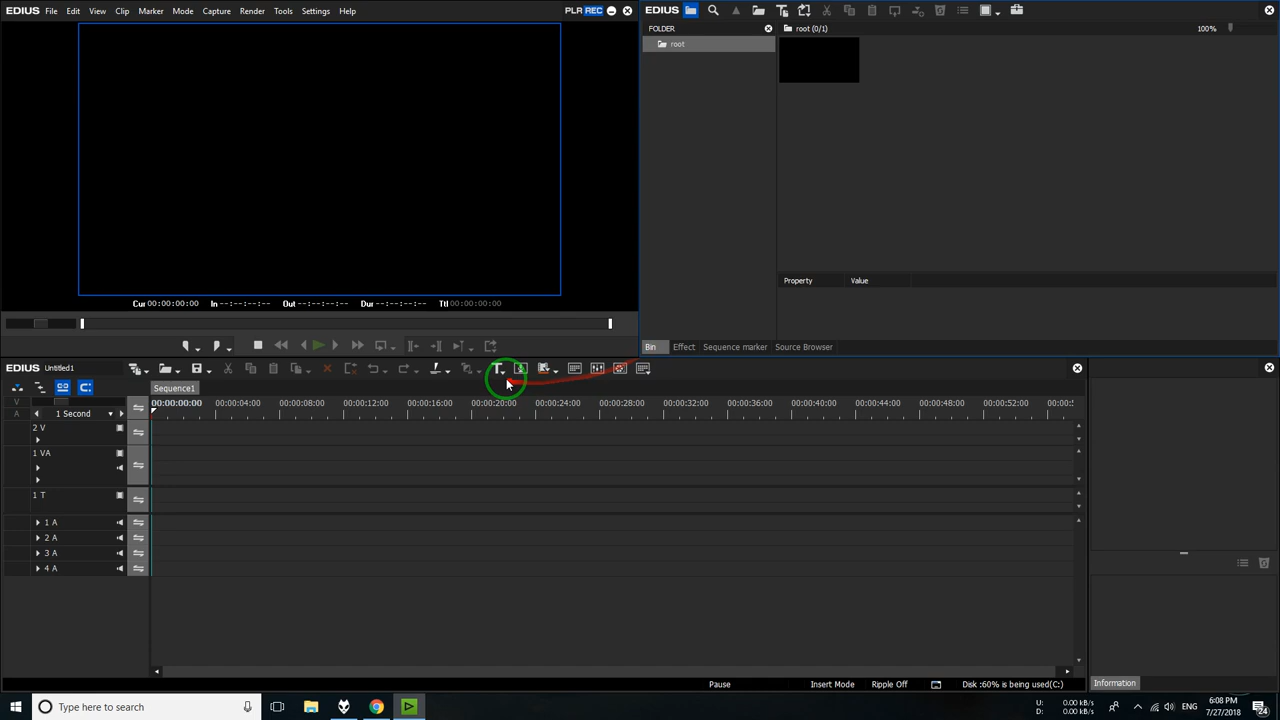 EDIUS File Edit View Clip Marker Mode Capture Render Tools Settings Help PLR REC
EDIUS
FOLDER
root (0/1)
100%
root
Cur 00:00:00:00 In --:--:--:-- Out --:--:--:-- Dur --:--:--:-- Ttl 00:00:00:00
Property Value
Bin Effect Sequence marker Source Browser
EDIUS Untitled1
T
Sequence1
V
A
1 Second
00:00:00:00 00:00:04:00 00:00:08:00 00:00:12:00 00:00:16:00 00:00:20:00 00:00:24:00 00:00:28:00 00:00:32:00 00:00:36:00 00:00:40:00 00:00:44:00 00:00:48:00 00:00:52:00
2 V
1 VA
1 T
1 A
2 A
3 A
4 A
Pause Insert Mode Ripple Off Disk :60% is being used(C:)
Information
Type here to search
U: 0.00 kB/s
D: 0.00 kB/s
ENG
6:08 PM
7/27/2018
24